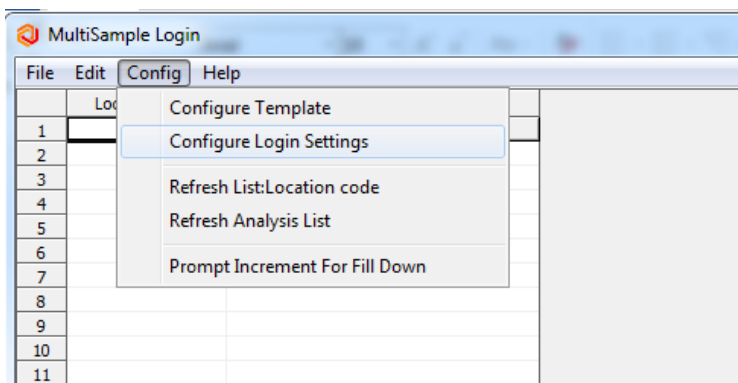 MultiSample Login
File Edit Config Help
Loc
1
Configure Template
2
Configure Login Settings
3
Refresh List:Location code
4
Refresh Analysis List
5
6
Prompt Increment For Fill Down
7
8
9
10
11